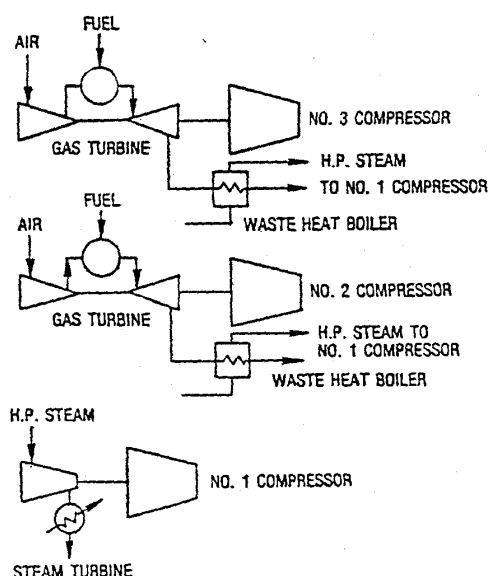 FUEL
AIR
NO. 3 COMPRESSOR
GAS TURBINE
H.P. STEAM
TO NO. 1 COMPRESSOR
WASTE HEAT BOILER
FUEL
AIR
NO. 2 COMPRESSOR
GAS TURBINE
H.P. STEAM TO
NO. 1 COMPRESSOR
WASTE HEAT BOILER
H.P. STEAM
NO. 1 COMPRESSOR
STEAM TURBINE